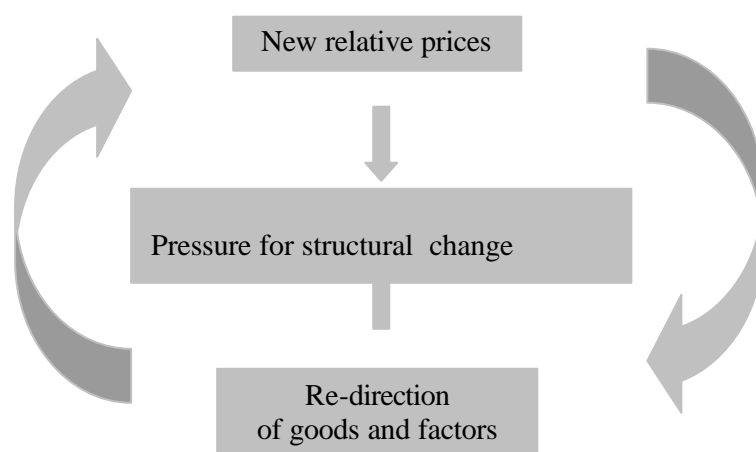 New relative prices
Pressure for structural change
Re-direction
of goods and factors